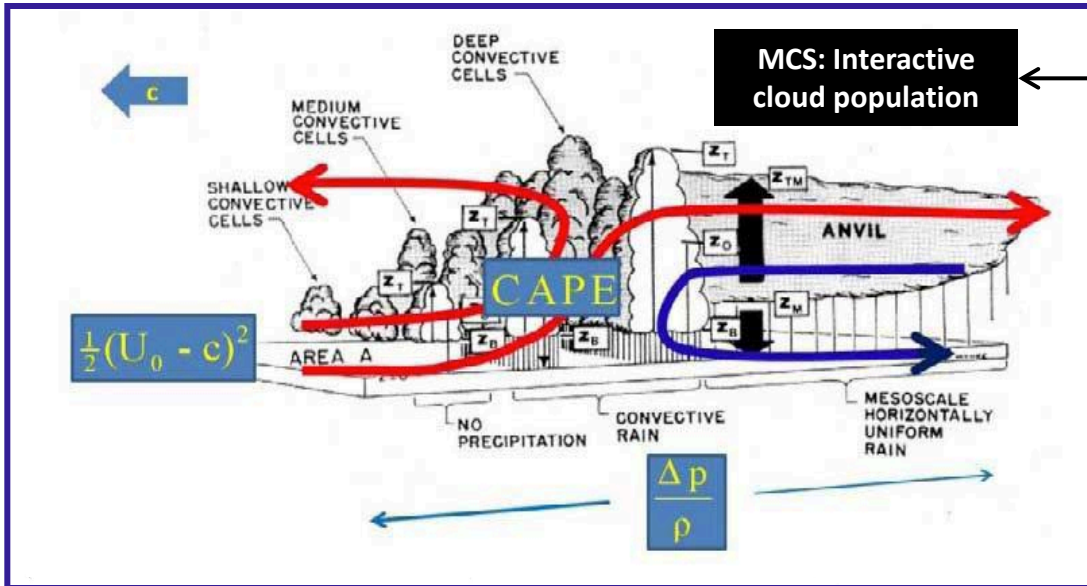 c
DEEP
CONVECTIVE
CELLS
MCS: Interactive
cloud population
MEDIUM
CONVECTIVE
CELLS
SHALLOW
CONVECTIVE
CELLS
Z_T
Z_TM
Z_T
Z_O
ANVIL
Z_T
CAPE
Z_M
Z_B
Z_B
Z_B
½(U₀ - c)²
AREA A
NO
PRECIPITATION
CONVECTIVE
RAIN
MESOSCALE
HORIZONTALLY
UNIFORM
RAIN
Δp
ρ